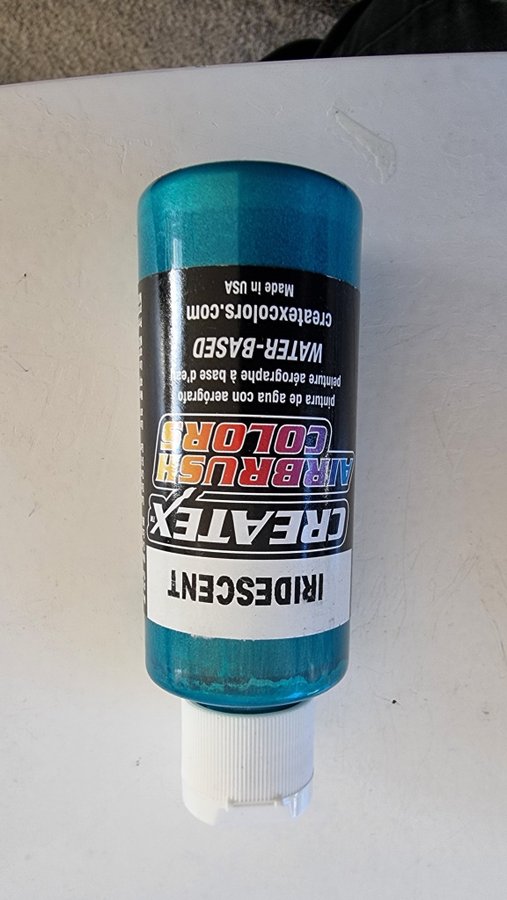 IRIDESCENT
CREATEX™
AIRBRUSH
COLORS
pintura de agua con aerógrafo
peinture aérographe à base d'eau
WATER-BASED
createxcolors.com
Made in USA